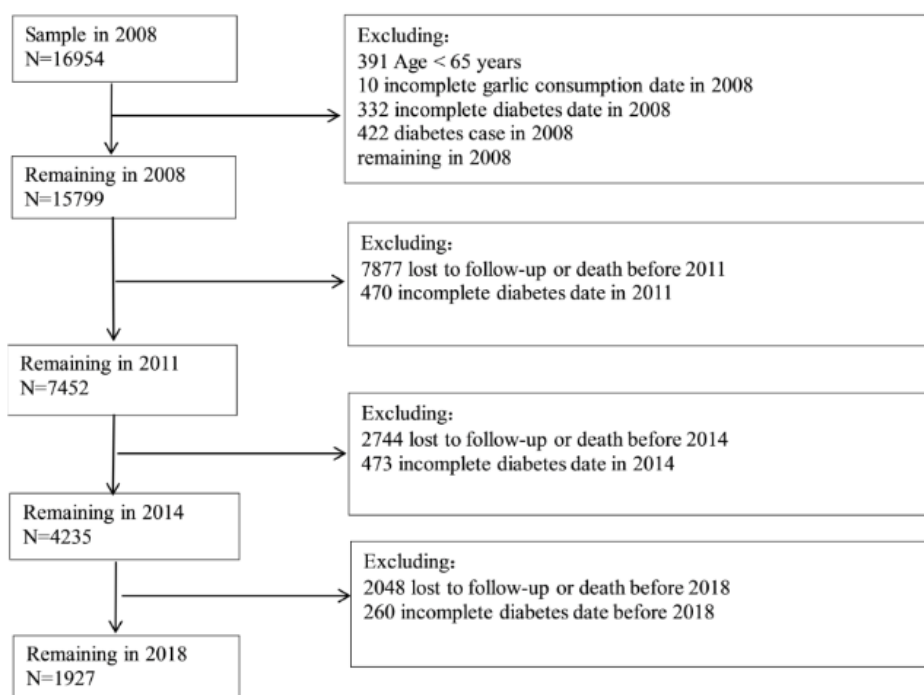 Sample in 2008
N=16954
Excluding:
391 Age < 65 years
10 incomplete garlic consumption date in 2008
332 incomplete diabetes date in 2008
422 diabetes case in 2008
remaining in 2008
Remaining in 2008
N=15799
Excluding:
7877 lost to follow-up or death before 2011
470 incomplete diabetes date in 2011
Remaining in 2011
N=7452
Excluding:
2744 lost to follow-up or death before 2014
473 incomplete diabetes date in 2014
Remaining in 2014
N=4235
Excluding:
2048 lost to follow-up or death before 2018
260 incomplete diabetes date before 2018
Remaining in 2018
N=1927